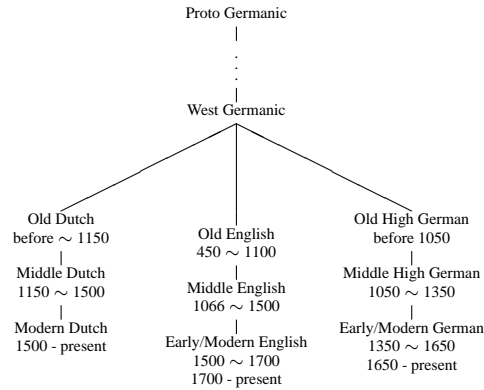 Proto Germanic
West Germanic
Old Dutch
before ∼ 1150
Middle Dutch
1150 ∼ 1500
Modern Dutch
1500 - present
Old English
450 ∼ 1100
Middle English
1066 ∼ 1500
Early/Modern English
1500 ∼ 1700
1700 - present
Old High German
before 1050
Middle High German
1050 ∼ 1350
Early/Modern German
1350 ∼ 1650
1650 - present